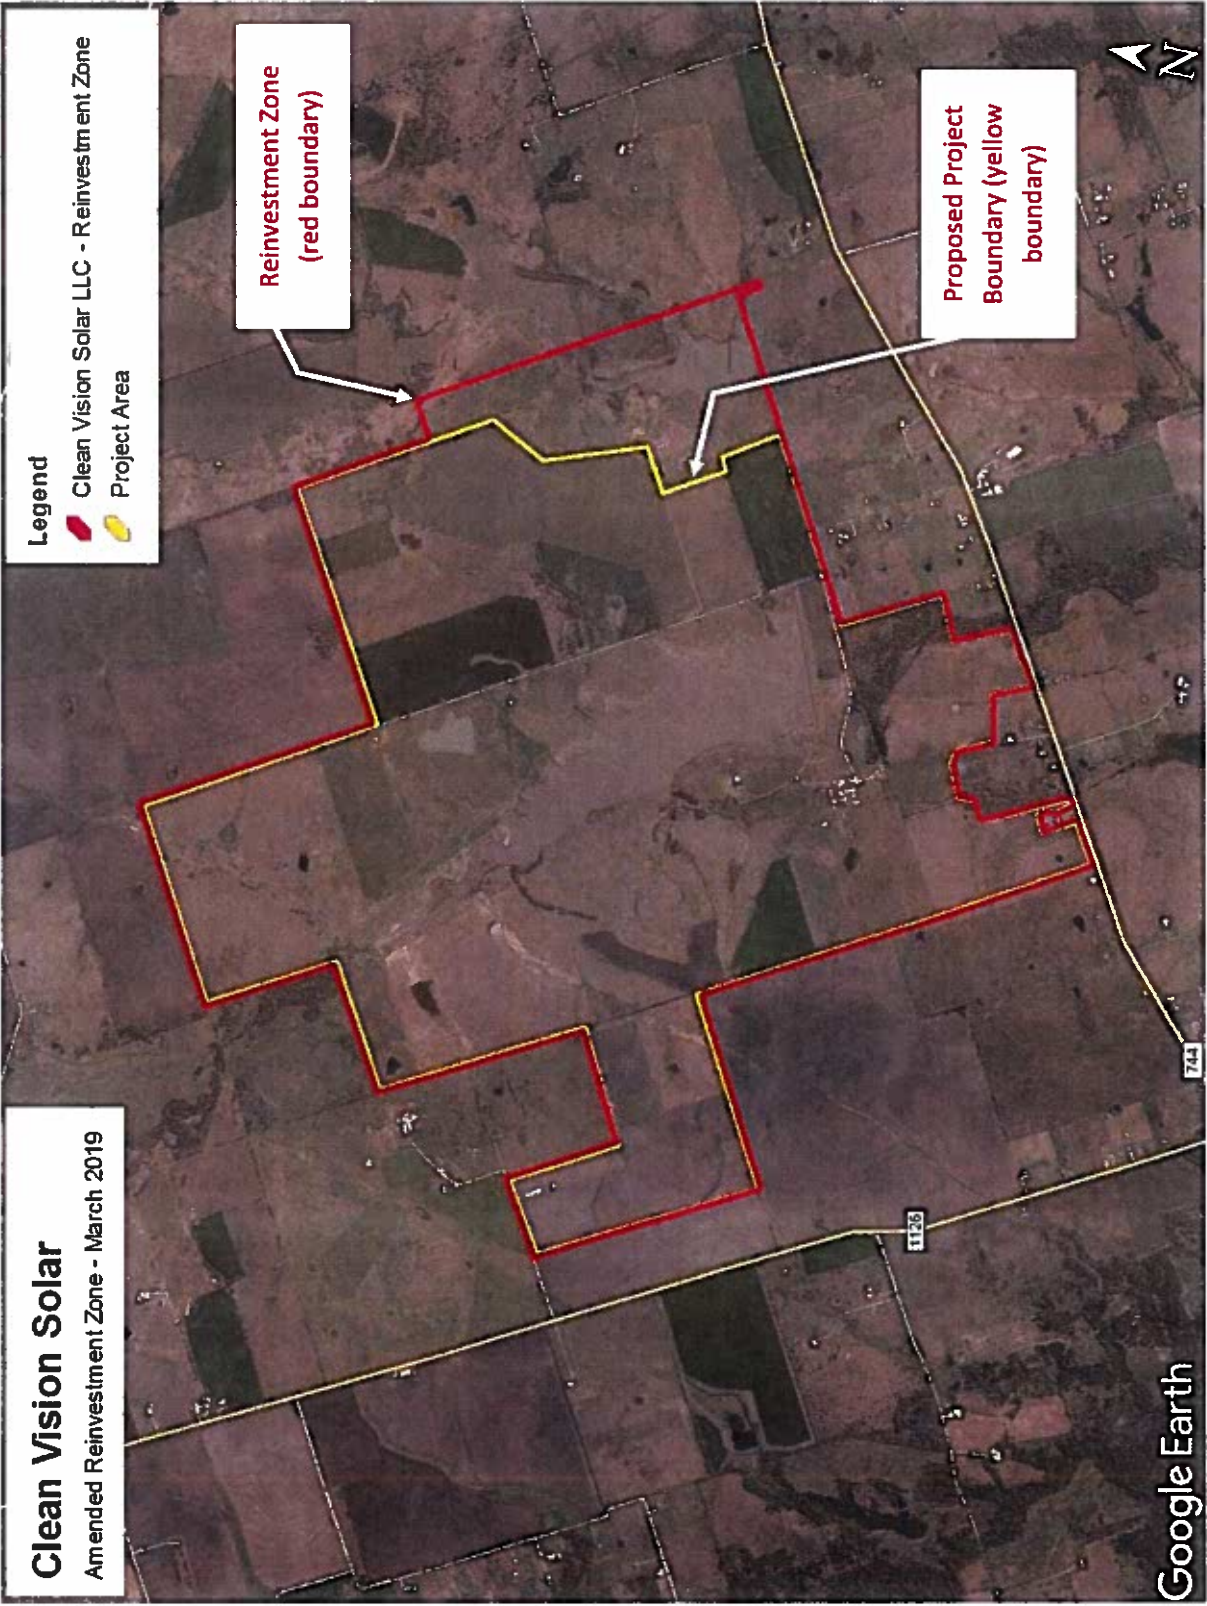 Clean Vision Solar
Amended Reinvestment Zone - March 2019
Legend
Clean Vision Solar LLC - Reinvestment Zone
Project Area
Reinvestment Zone
(red boundary)
Proposed Project
Boundary (yellow
boundary)
N
1126
744
Google Earth